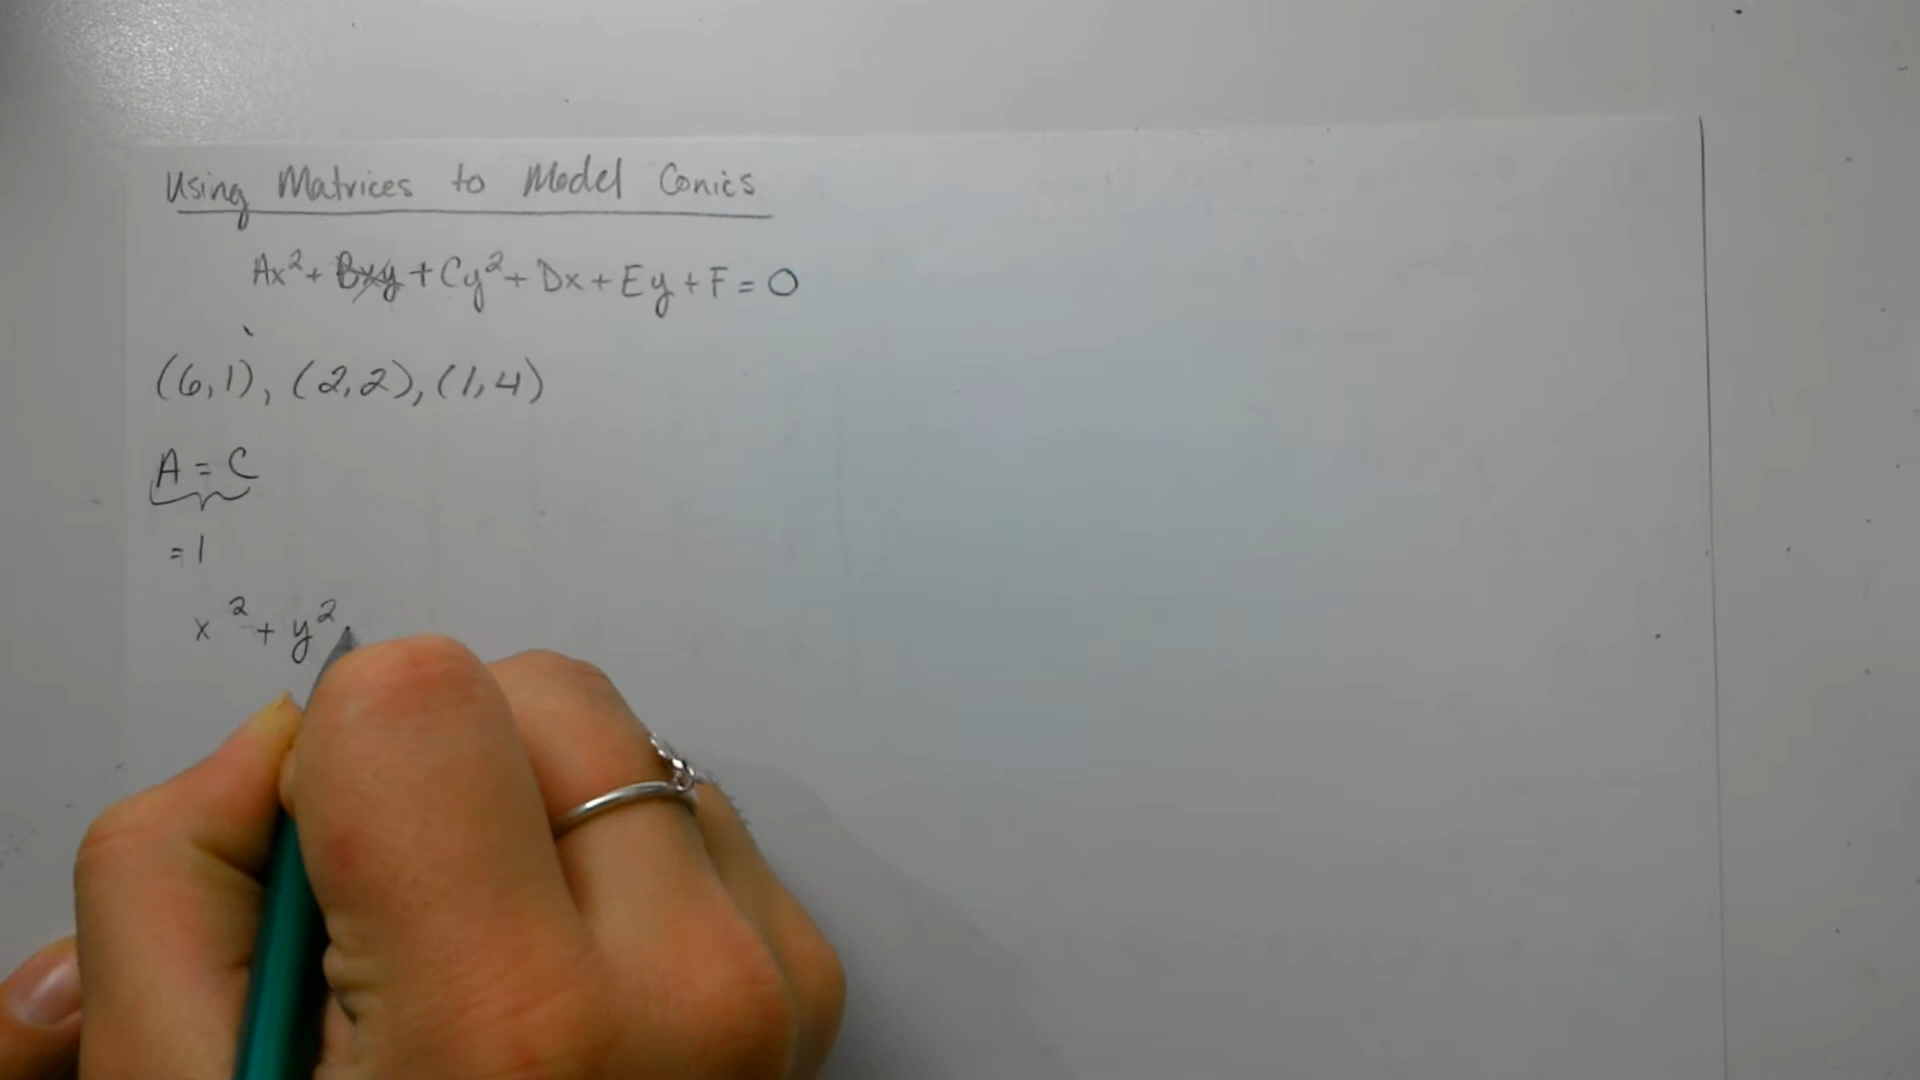 Using Matrices to Model Conics
Ax² + Bxy + Cy² + Dx + Ey + F = 0
(6,1), (2,2), (1,4)
A = C
= 1
x² + y²